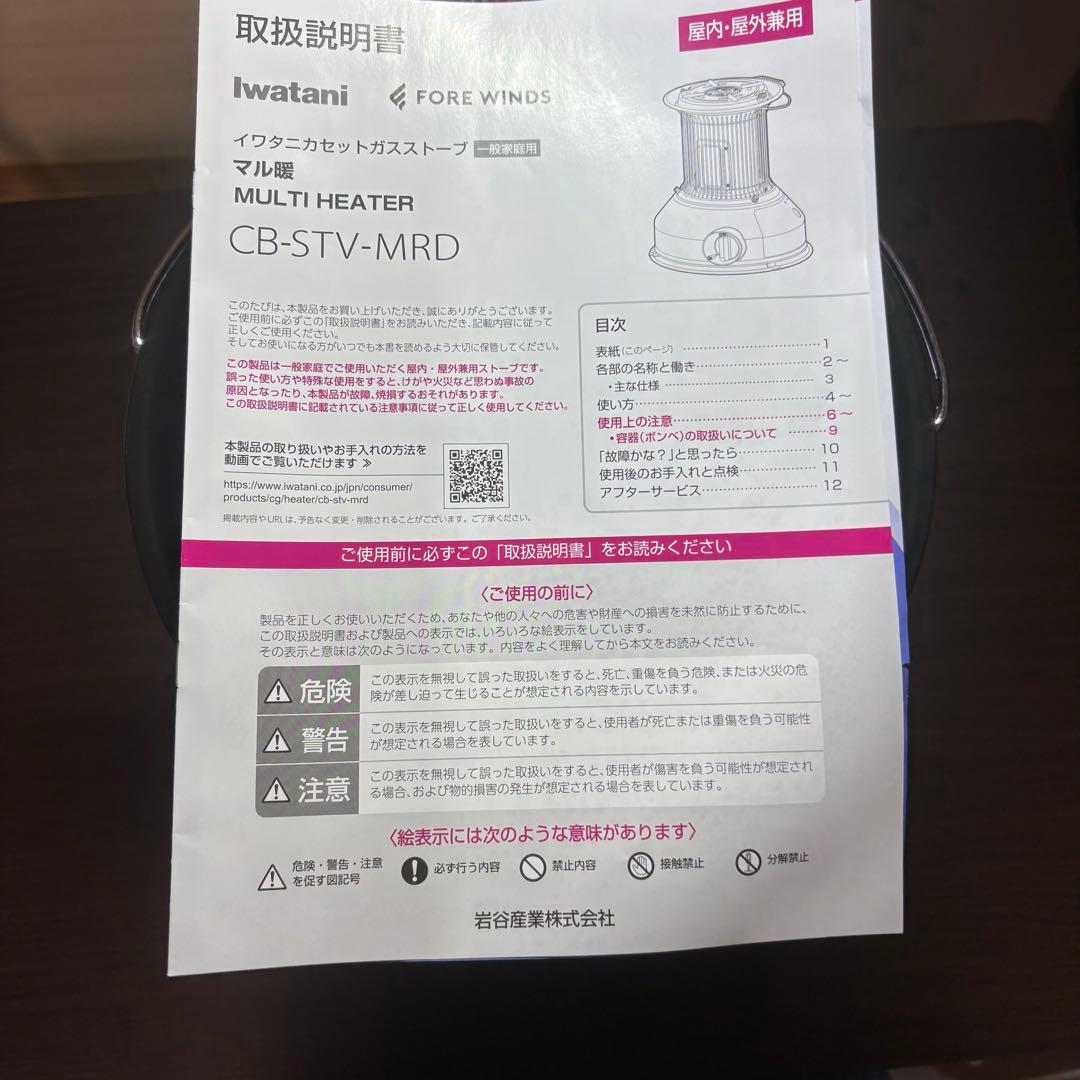 取扱説明書
屋内・屋外兼用
Iwatani FORE WINDS
イワタニカセットガスストーブ 一般家庭用
マル暖
MULTI HEATER
CB-STV-MRD
このたびは、本製品をお買い上げいただき、誠にありがとうございます。
ご使用前に必ずこの「取扱説明書」をお読みいただき、記載内容に従って
正しくご使用ください。
そしてお使いになる方がいつでも本書を読めるよう大切に保管してください。
この製品は一般家庭でご使用いただく屋内・屋外兼用ストーブです。
誤った使い方や特殊な使用をすると、けがや火災など思わぬ事故の
原因となったり、本製品が故障、焼損するおそれがあります。
この取扱説明書に記載されている注意事項に従って正しく使用してください。
本製品の取り扱いやお手入れの方法を
動画でご覧いただけます ≫
https://www.iwatani.co.jp/jpn/consumer/
products/cg/heater/cb-stv-mrd
掲載内容やURLは、予告なく変更・削除されることがございます。ご了承ください。
目次
表紙(このページ)……………………1
各部の名称と働き……………………2～
・主な仕様……………………3
使い方……………………4～
使用上の注意……………………6～
・容器(ボンベ)の取扱いについて………9
「故障かな?」と思ったら……………10
使用後のお手入れと点検……………11
アフターサービス……………………12
ご使用前に必ずこの「取扱説明書」をお読みください
〈ご使用の前に〉
製品を正しくお使いいただくため、あなたや他の人々への危害や財産への損害を未然に防止するために、
この取扱説明書および製品への表示では、いろいろな絵表示をしています。
その表示と意味は次のようになっています。内容をよく理解してから本文をお読みください。
危険
この表示を無視して誤った取扱いをすると、死亡、重傷を負う危険、または火災の危
険が差し迫って生じることが想定される内容を示しています。
警告
この表示を無視して誤った取扱いをすると、使用者が死亡または重傷を負う可能性
が想定される場合を表しています。
注意
この表示を無視して誤った取扱いをすると、使用者が傷害を負う可能性が想定され
る場合、および物的損害の発生が想定される場合を表しています。
〈絵表示には次のような意味があります〉
危険・警告・注意
を促す図記号
必ず行う内容
禁止内容
接触禁止
分解禁止
岩谷産業株式会社